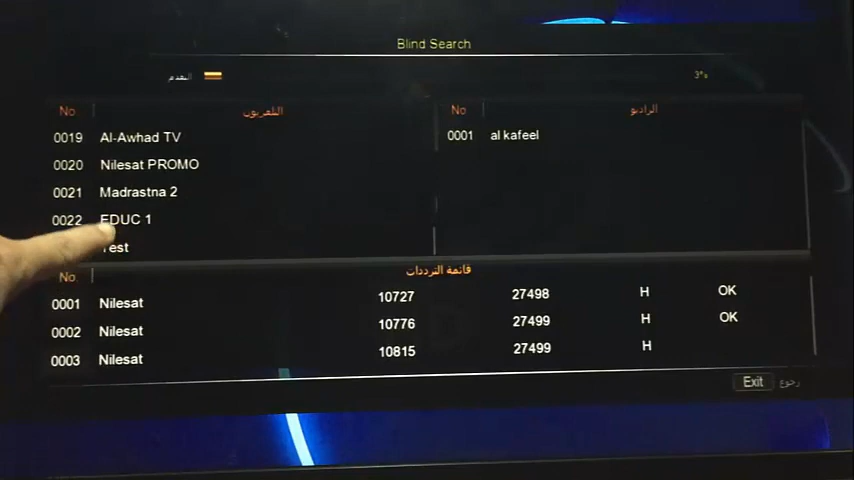 Blind Search
التقدم 3%
No التلفزيون
0019 Al-Awhad TV
0020 Nilesat PROMO
0021 Madrastna 2
0022 EDUC 1
Test
No الراديو
0001 al kafeel
No. قائمة الترددات
0001 Nilesat 10727 27498 H OK
0002 Nilesat 10776 27499 H OK
0003 Nilesat 10815 27499 H
Exit رجوع